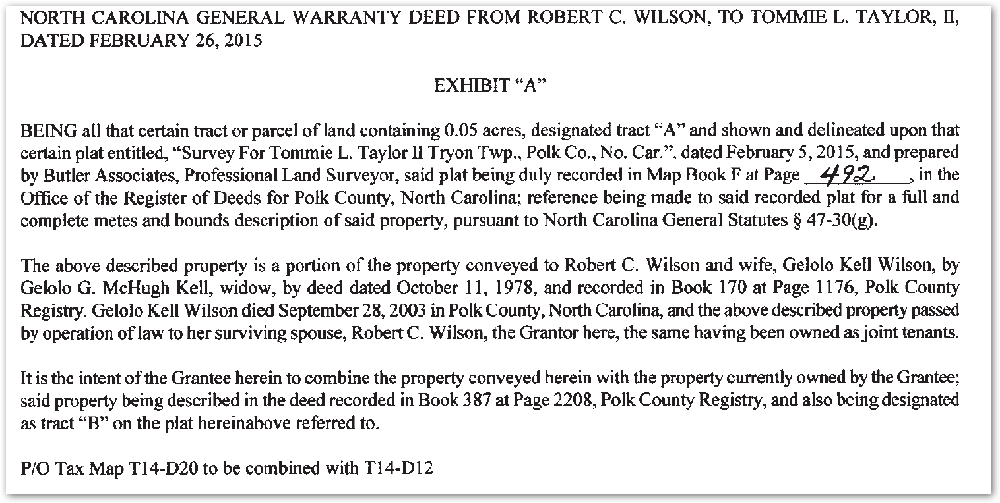 NORTH CAROLINA GENERAL WARRANTY DEED FROM ROBERT C. WILSON, TO TOMMIE L. TAYLOR, II,
DATED FEBRUARY 26, 2015
EXHIBIT “A”
BEING all that certain tract or parcel of land containing 0.05 acres, designated tract “A” and shown and delineated upon that
certain plat entitled, “Survey For Tommie L. Taylor II Tryon Twp., Polk Co., No. Car.”, dated February 5, 2015, and prepared
by Butler Associates, Professional Land Surveyor, said plat being duly recorded in Map Book F at Page 492, in the
Office of the Register of Deeds for Polk County, North Carolina; reference being made to said recorded plat for a full and
complete metes and bounds description of said property, pursuant to North Carolina General Statutes § 47-30(g).
The above described property is a portion of the property conveyed to Robert C. Wilson and wife, Gelolo Kell Wilson, by
Gelolo G. McHugh Kell, widow, by deed dated October 11, 1978, and recorded in Book 170 at Page 1176, Polk County
Registry. Gelolo Kell Wilson died September 28, 2003 in Polk County, North Carolina, and the above described property passed
by operation of law to her surviving spouse, Robert C. Wilson, the Grantor here, the same having been owned as joint tenants.
It is the intent of the Grantee herein to combine the property conveyed herein with the property currently owned by the Grantee;
said property being described in the deed recorded in Book 387 at Page 2208, Polk County Registry, and also being designated
as tract “B” on the plat hereinabove referred to.
P/O Tax Map T14-D20 to be combined with T14-D12